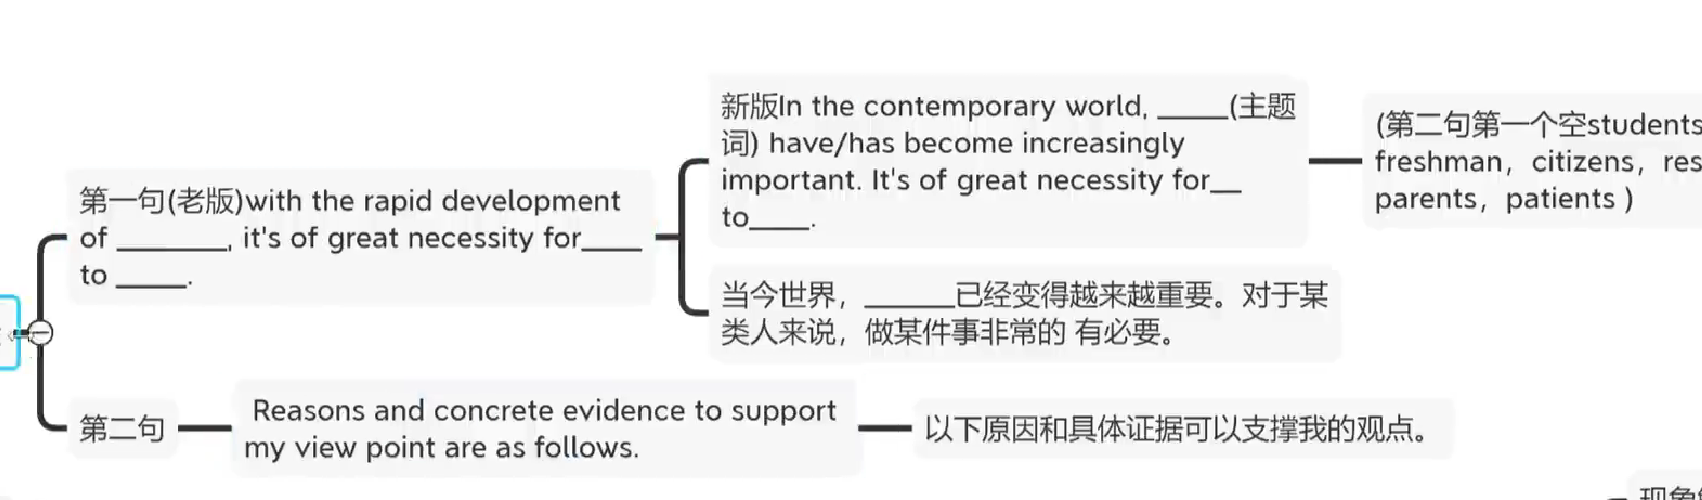 第一句(老版)with the rapid development
of _______, it's of great necessity for____
to _____.
新版In the contemporary world, _____(主题
词) have/has become increasingly
important. It's of great necessity for__
to____.
(第二句第一个空students
freshman，citizens，res
parents，patients )
当今世界，______已经变得越来越重要。对于某
类人来说，做某件事非常的 有必要。
第二句
Reasons and concrete evidence to support
my view point are as follows.
以下原因和具体证据可以支撑我的观点。
现象